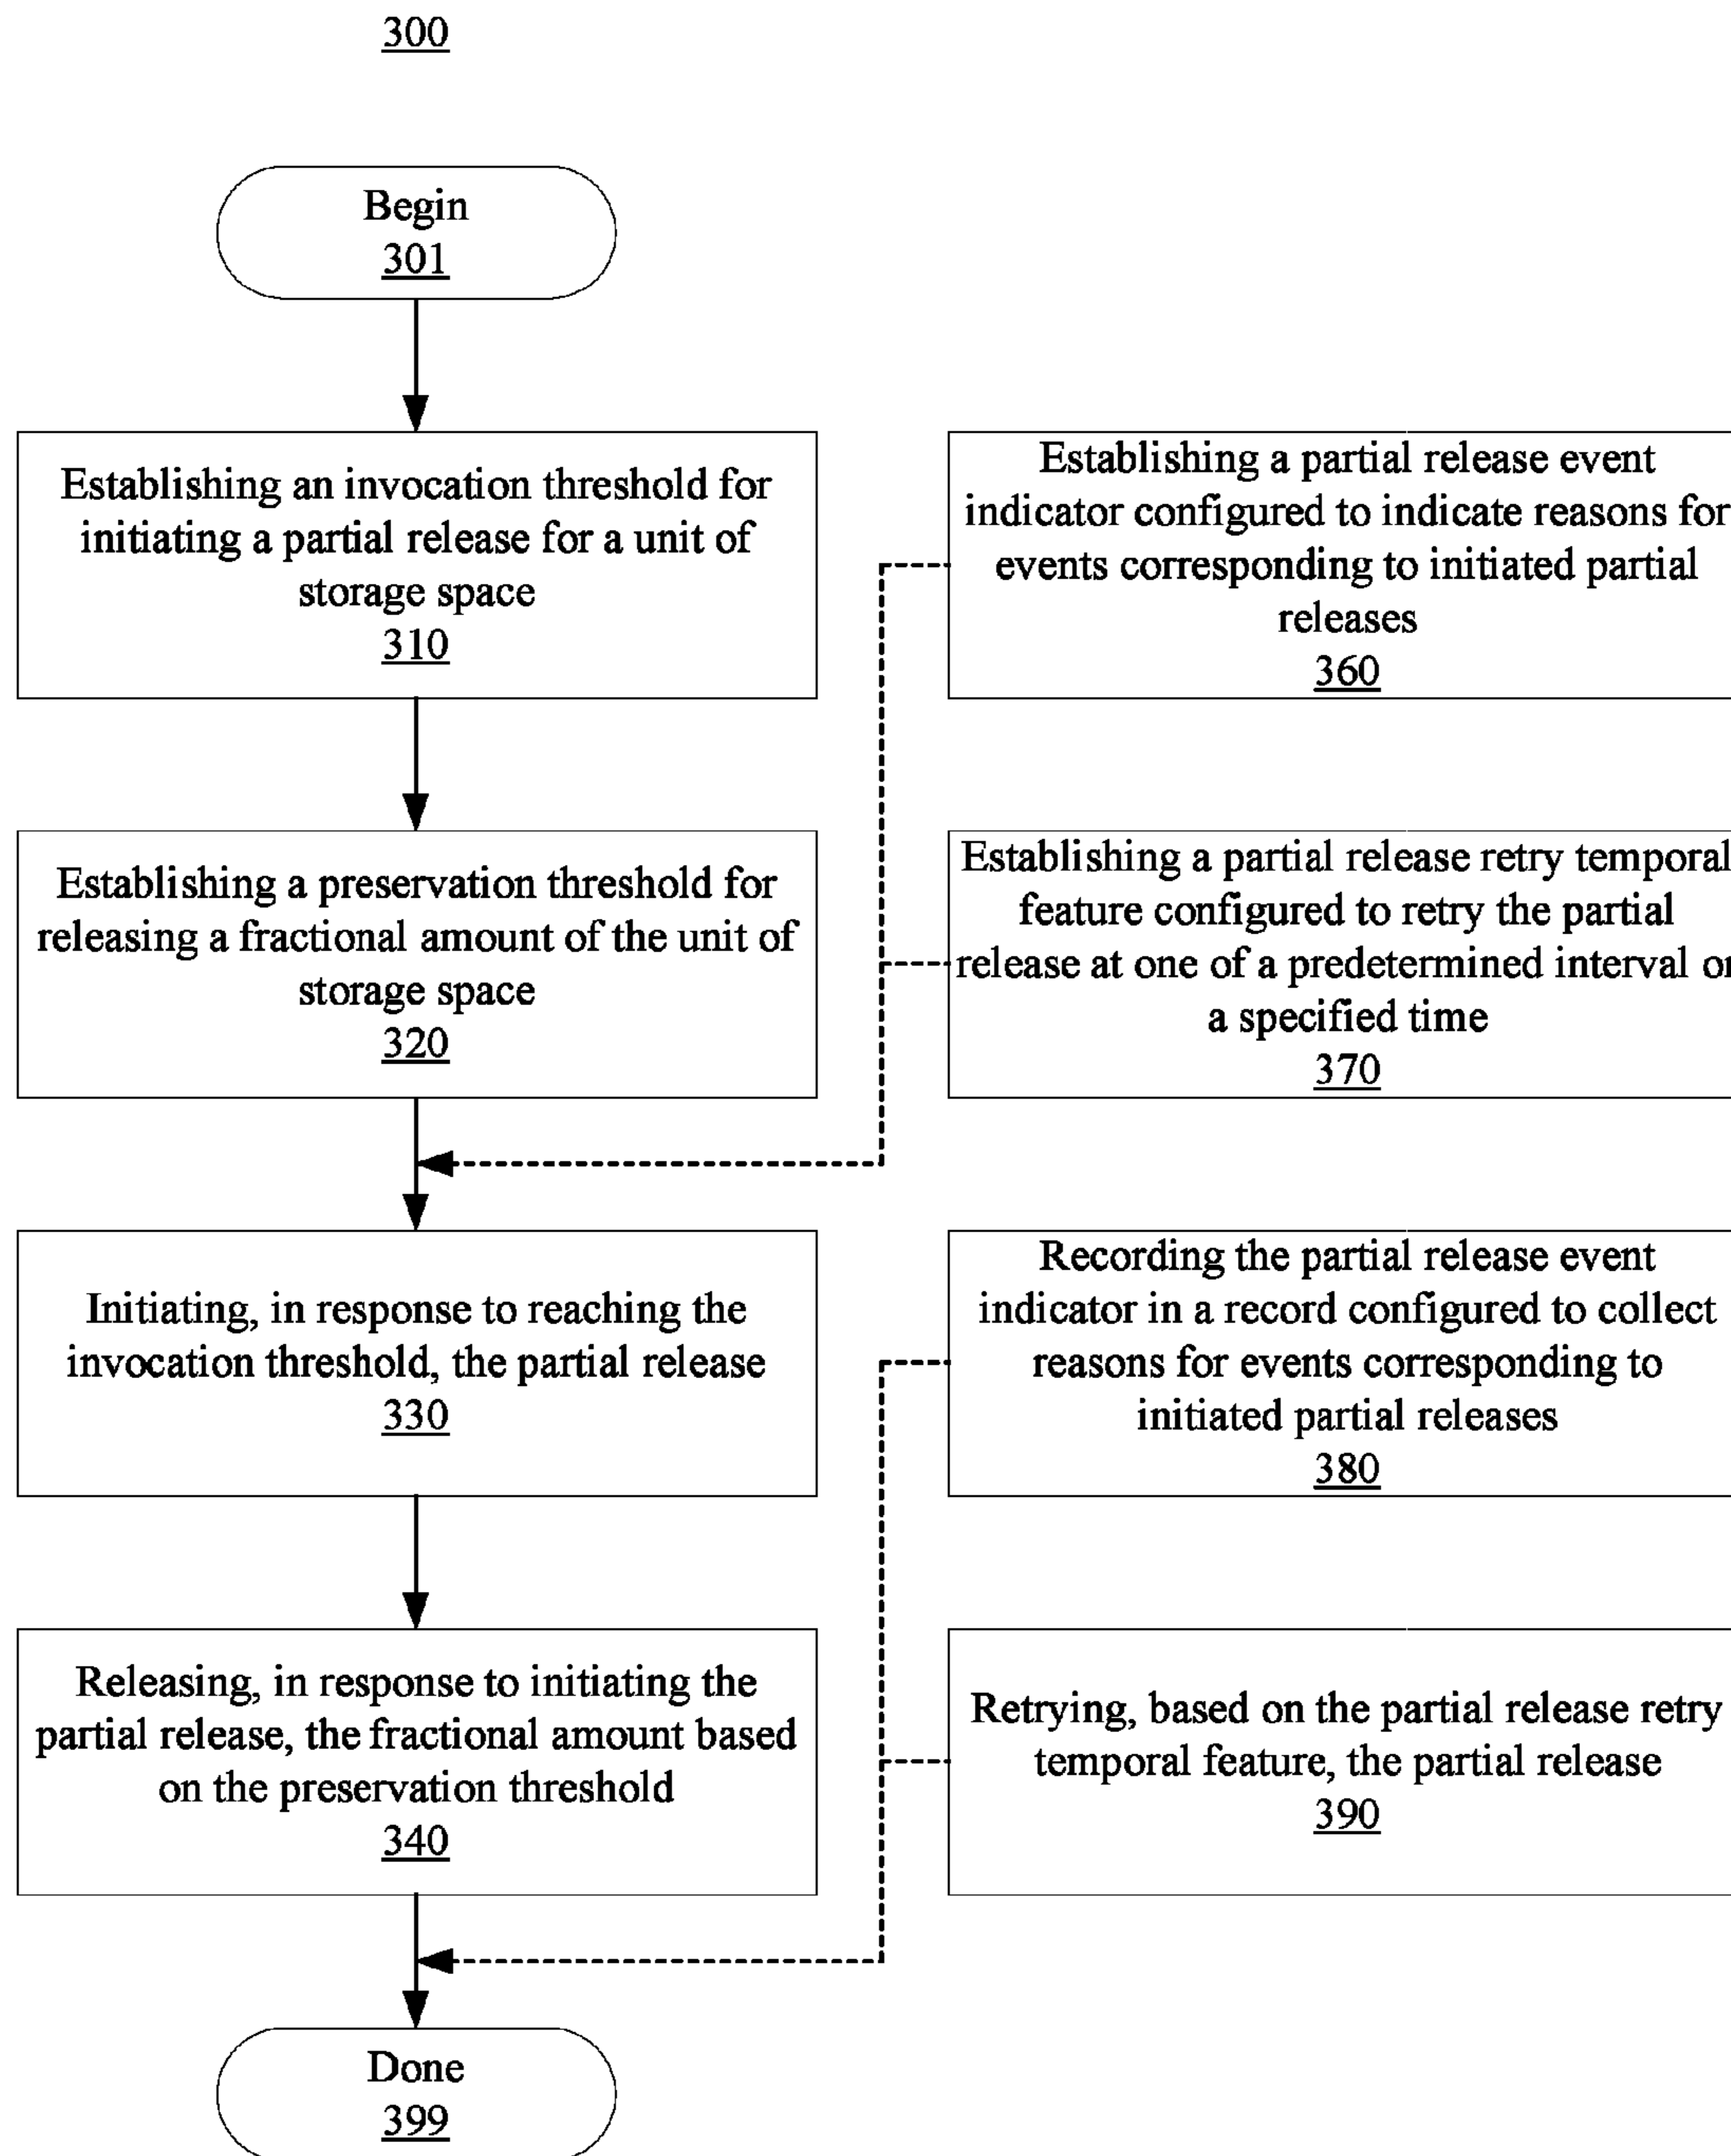 300
Begin
301
Establishing an invocation threshold for
initiating a partial release for a unit of
storage space
310
Establishing a preservation threshold for
releasing a fractional amount of the unit of
storage space
320
Initiating, in response to reaching the
invocation threshold, the partial release
330
Releasing, in response to initiating the
partial release, the fractional amount based
on the preservation threshold
340
Done
399
Establishing a partial release event
indicator configured to indicate reasons for
events corresponding to initiated partial
releases
360
Establishing a partial release retry temporal
feature configured to retry the partial
release at one of a predetermined interval or
a specified time
370
Recording the partial release event
indicator in a record configured to collect
reasons for events corresponding to
initiated partial releases
380
Retrying, based on the partial release retry
temporal feature, the partial release
390